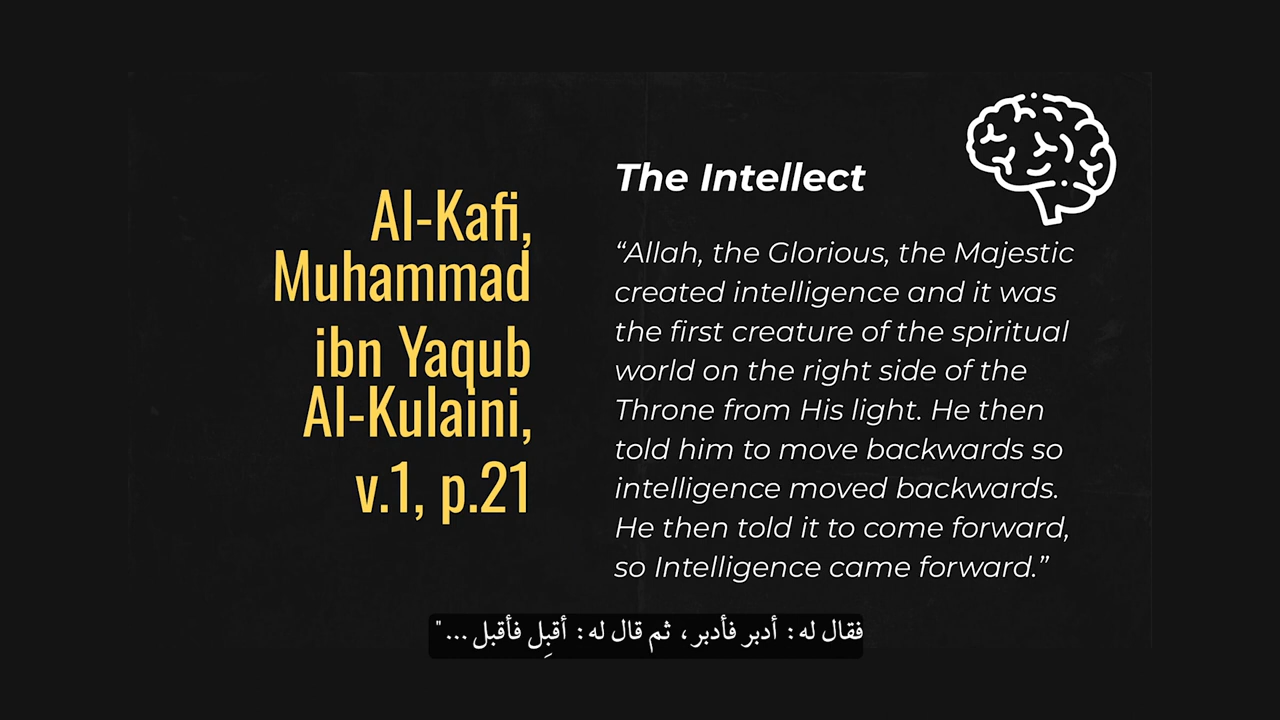 Al-Kafi,
Muhammad
ibn Yaqub
Al-Kulaini,
v.1, p.21
The Intellect
“Allah, the Glorious, the Majestic
created intelligence and it was
the first creature of the spiritual
world on the right side of the
Throne from His light. He then
told him to move backwards so
intelligence moved backwards.
He then told it to come forward,
so Intelligence came forward.”
فقال له: أدبر فأدبر، ثم قال له: أقبِل فأقبل ..."